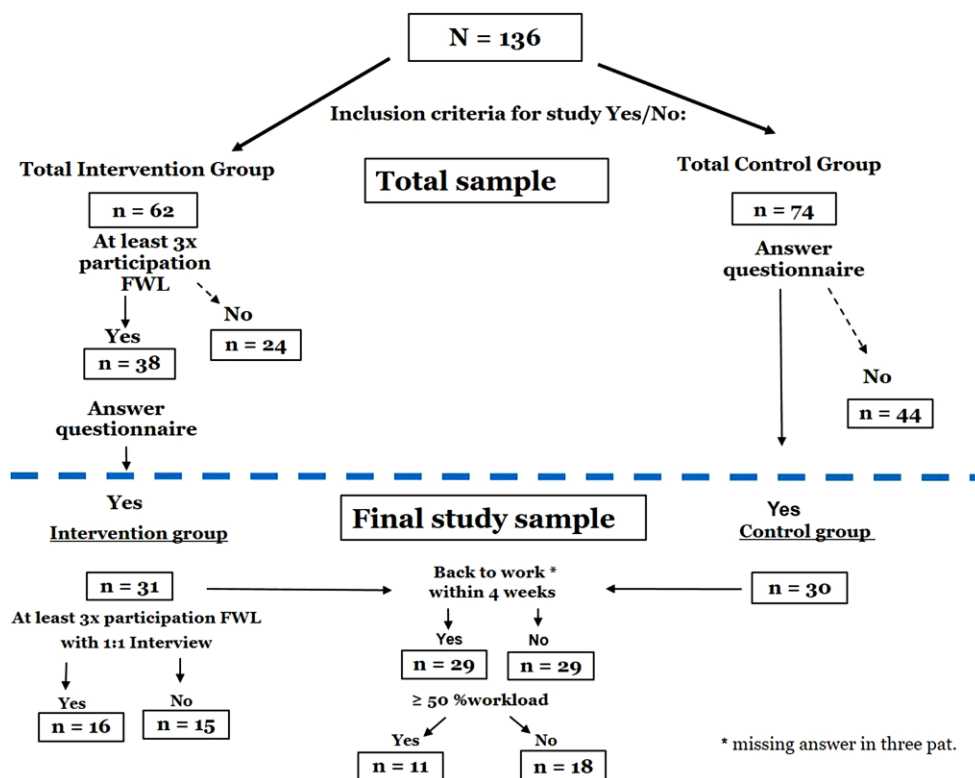 N = 136
Inclusion criteria for study Yes/No:
Total Intervention Group
Total sample
Total Control Group
n = 62
n = 74
At least 3x
participation
FWL
Answer
questionnaire
No
n = 24
Yes
n = 38
No
n = 44
Answer
questionnaire
Yes
Intervention group
Final study sample
Yes
Control group
n = 31
Back to work *
within 4 weeks
n = 30
At least 3x participation FWL
with 1:1 Interview
Yes
n = 29
No
n = 29
Yes
n = 16
No
n = 15
≥ 50 %workload
Yes
n = 11
No
n = 18
* missing answer in three pat.